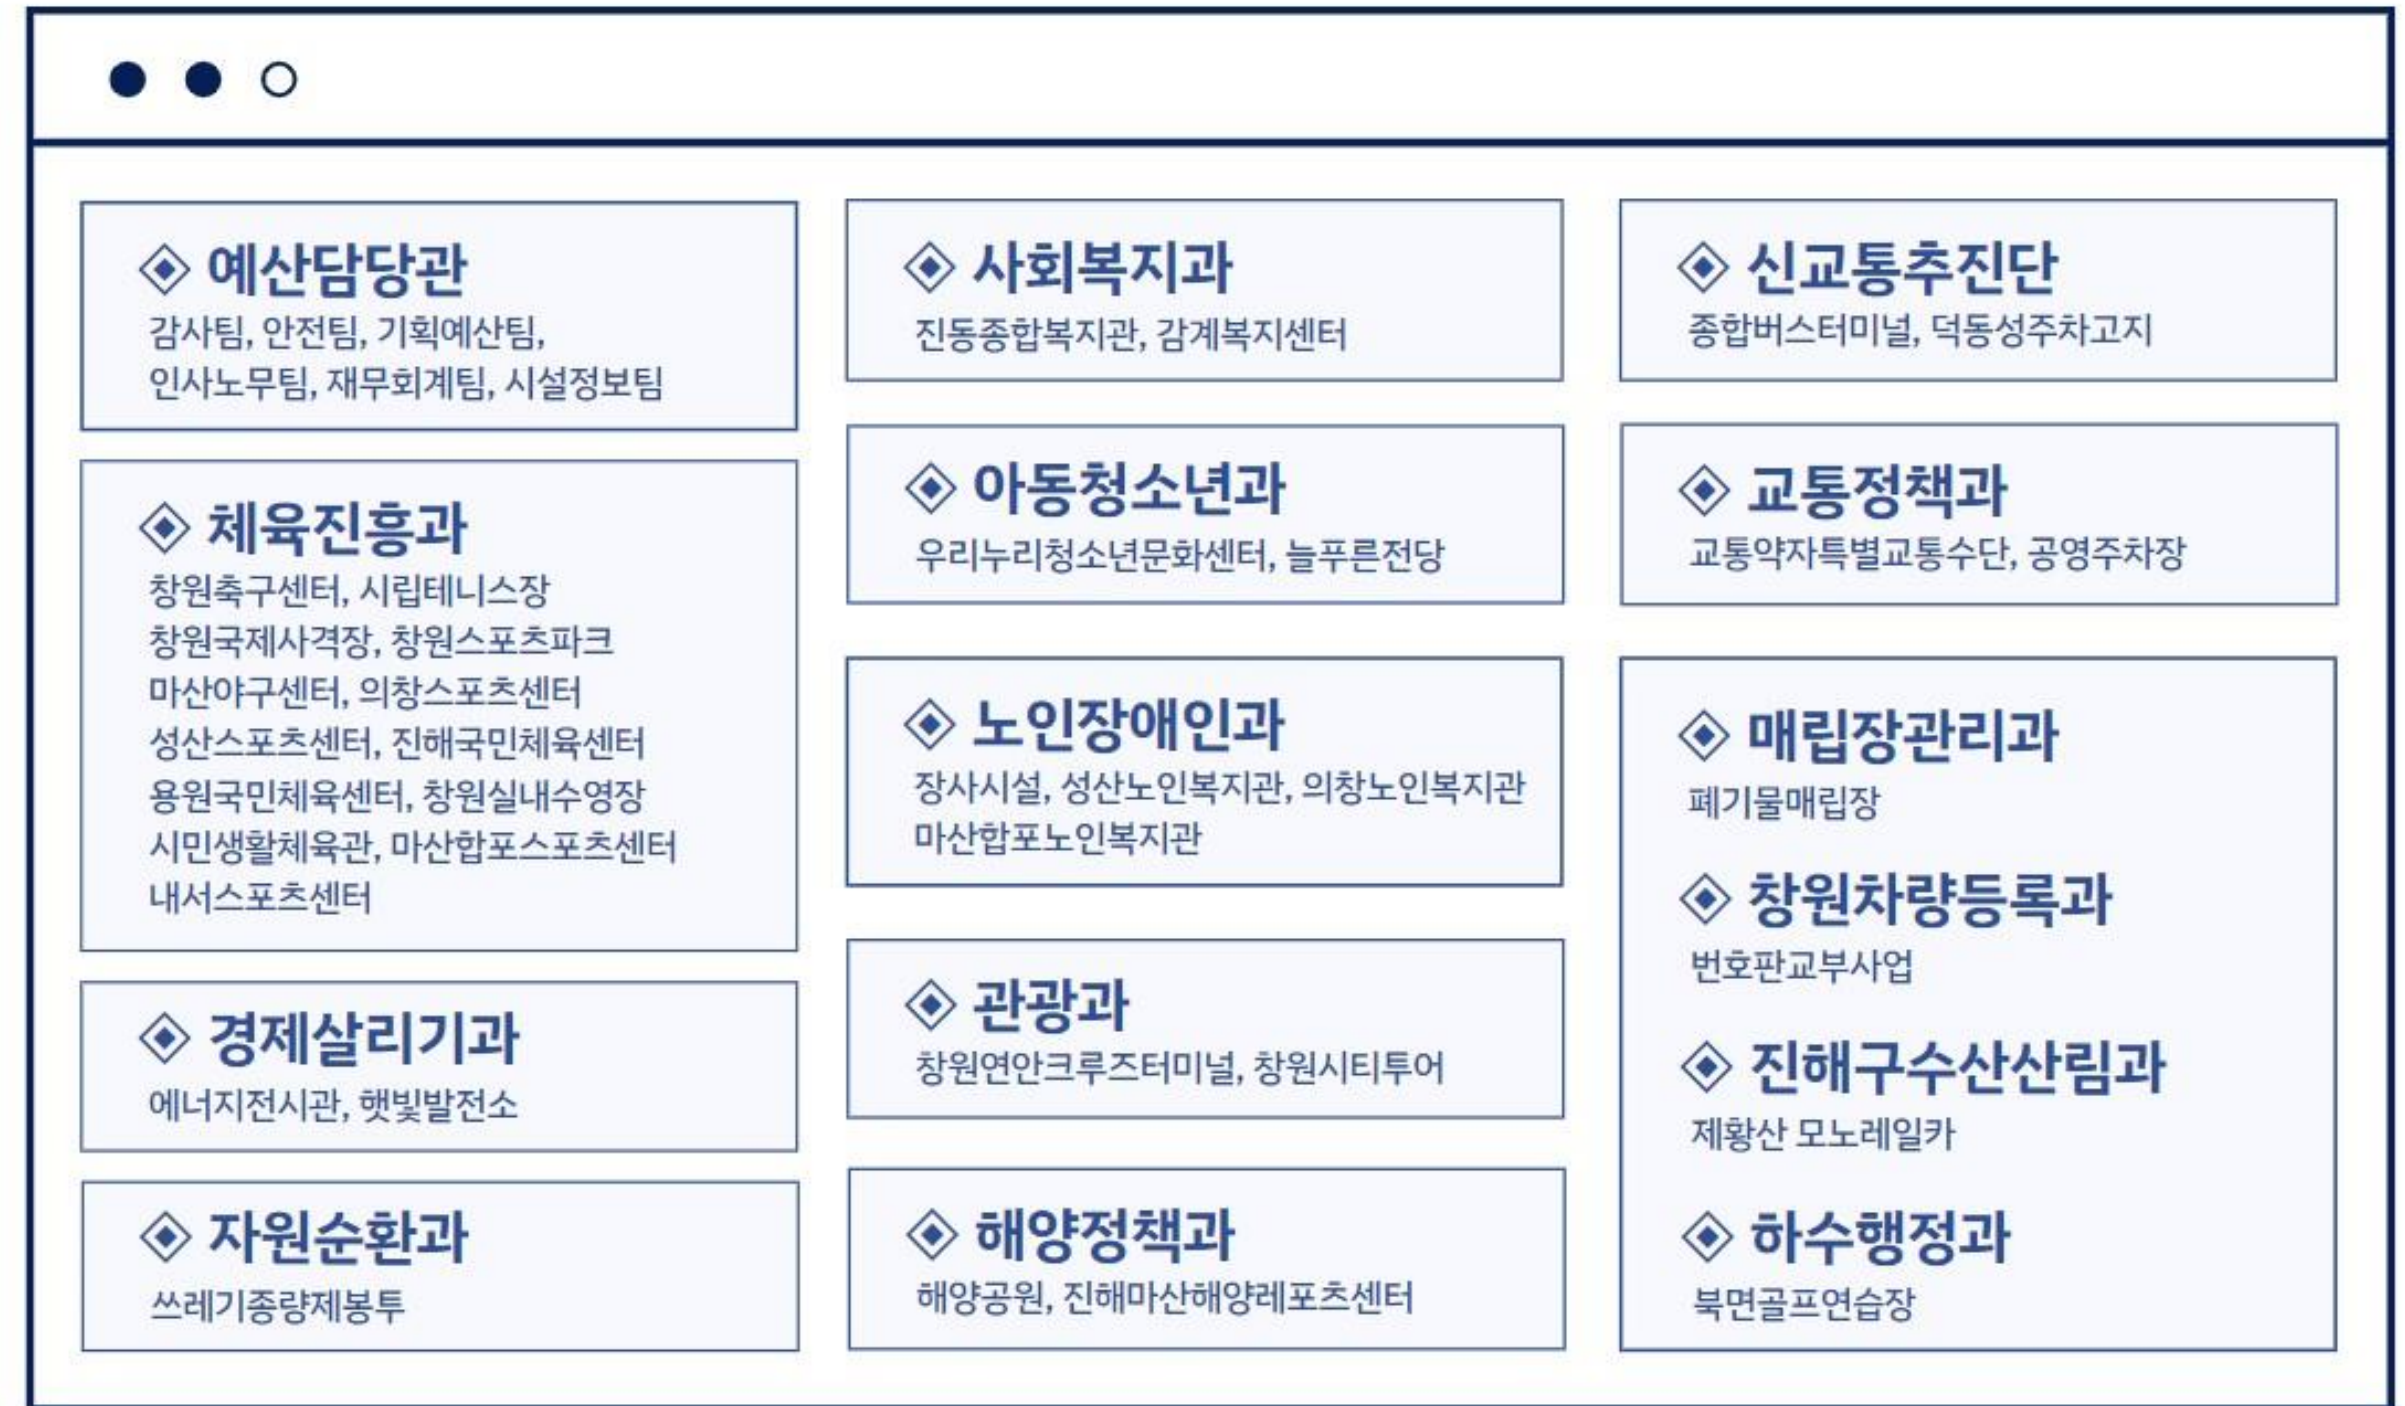 예산담당관
감사팀, 안전팀, 기획예산팀,
인사노무팀, 재무회계팀, 시설정보팀
체육진흥과
창원축구센터, 시립테니스장
창원국제사격장, 창원스포츠파크
마산야구센터, 의창스포츠센터
성산스포츠센터, 진해국민체육센터
용원국민체육센터, 창원실내수영장
시민생활체육관, 마산합포스포츠센터
내서스포츠센터
경제살리기과
에너지전시관, 햇빛발전소
자원순환과
쓰레기종량제봉투
사회복지과
진동종합복지관, 감계복지센터
아동청소년과
우리누리청소년문화센터, 늘푸른전당
노인장애인과
장사시설, 성산노인복지관, 의창노인복지관
마산합포노인복지관
관광과
창원연안크루즈터미널, 창원시티투어
해양정책과
해양공원, 진해마산해양레포츠센터
신교통추진단
종합버스터미널, 덕동성주차고지
교통정책과
교통약자특별교통수단, 공영주차장
매립장관리과
폐기물매립장
창원차량등록과
번호판교부사업
진해구수산산림과
제황산 모노레일카
하수행정과
북면골프연습장